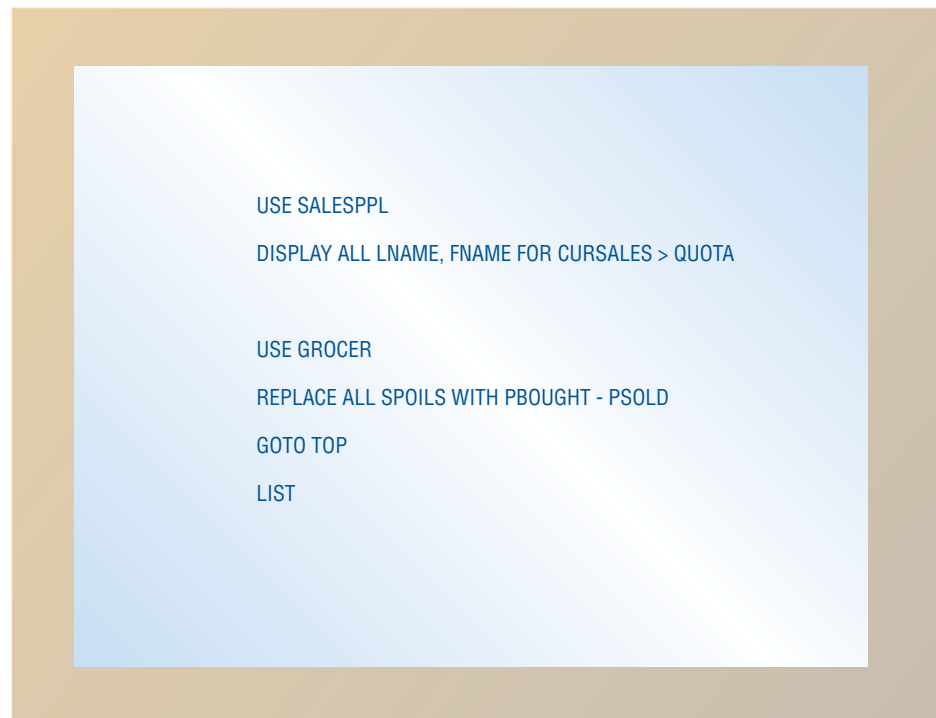 USE SALESPPL
DISPLAY ALL LNAME, FNAME FOR CURSALES > QUOTA
USE GROCER
REPLACE ALL SPOILS WITH PBOUGHT - PSOLD
GOTO TOP
LIST